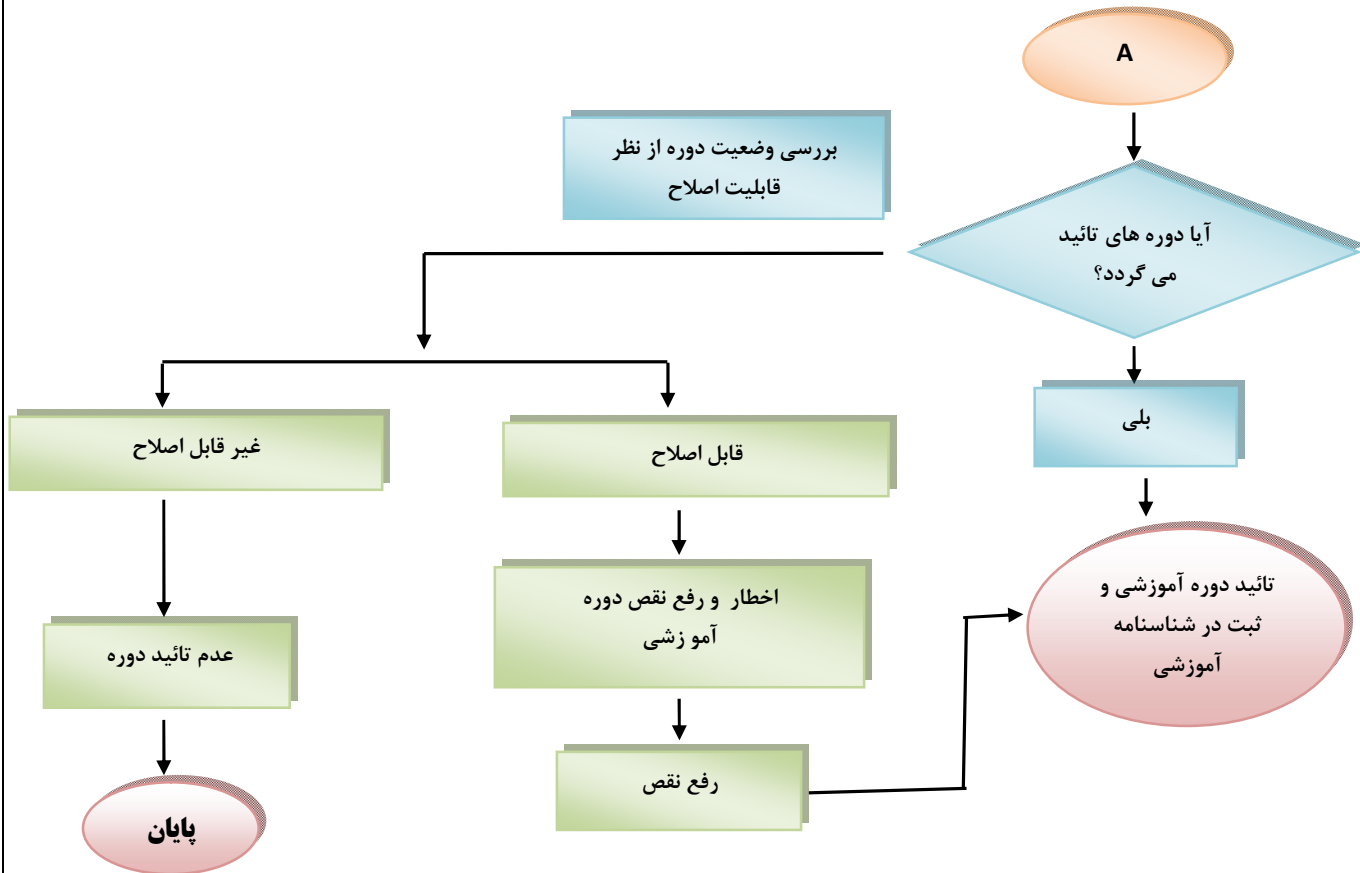 A
بررسی وضعیت دوره از نظر
قابلیت اصلاح
آیا دوره های تائید
می گردد؟
بلی
قابل اصلاح
غیر قابل اصلاح
تائید دوره آموزشی و
ثبت در شناسنامه
آموزشی
اخطار و رفع نقص دوره
آمو زشی
عدم تائید دوره
رفع نقص
پایان